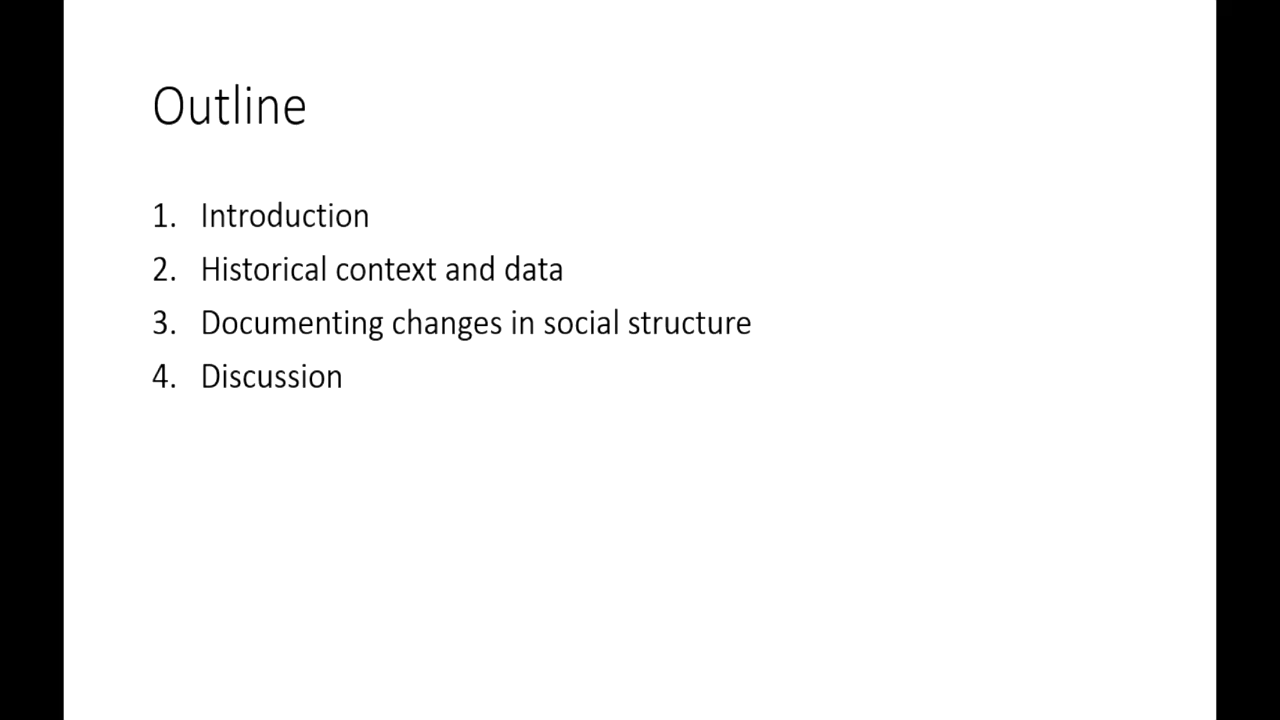 Outline
1. Introduction
2. Historical context and data
3. Documenting changes in social structure
4. Discussion